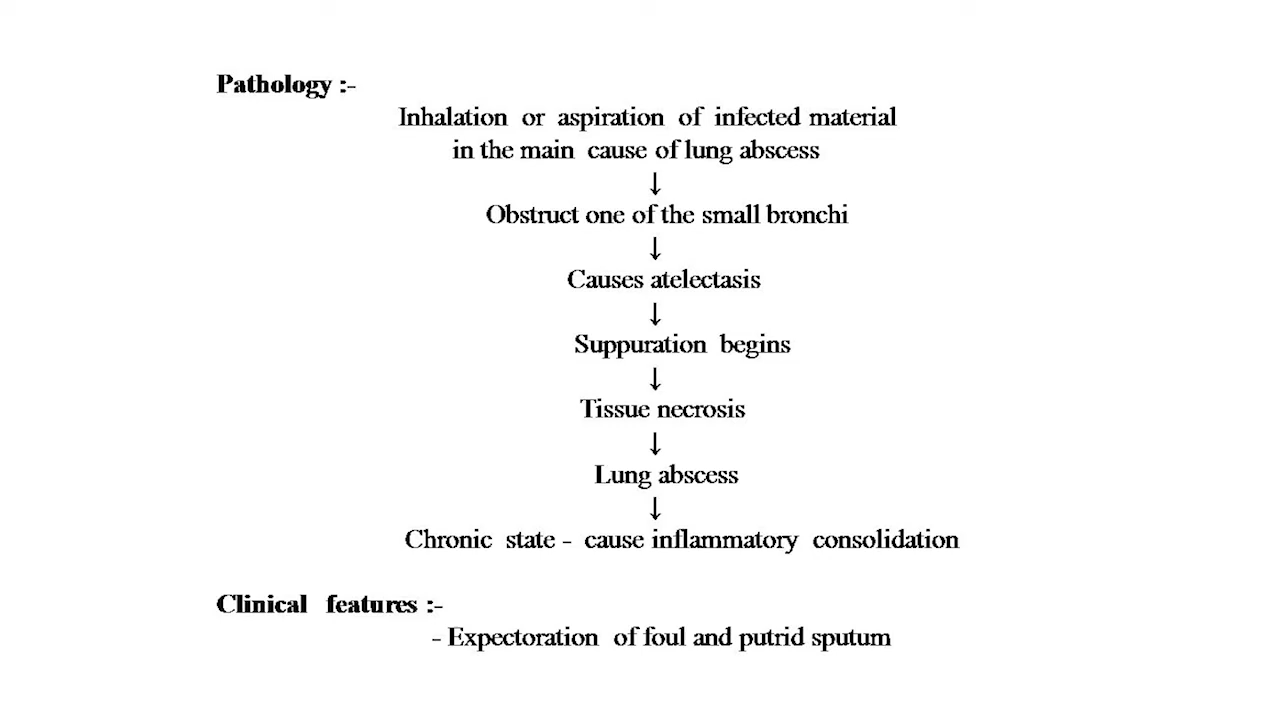 Pathology :-
Inhalation or aspiration of infected material
in the main cause of lung abscess
↓
Obstruct one of the small bronchi
↓
Causes atelectasis
↓
Suppuration begins
↓
Tissue necrosis
↓
Lung abscess
↓
Chronic state - cause inflammatory consolidation
Clinical features :-
- Expectoration of foul and putrid sputum